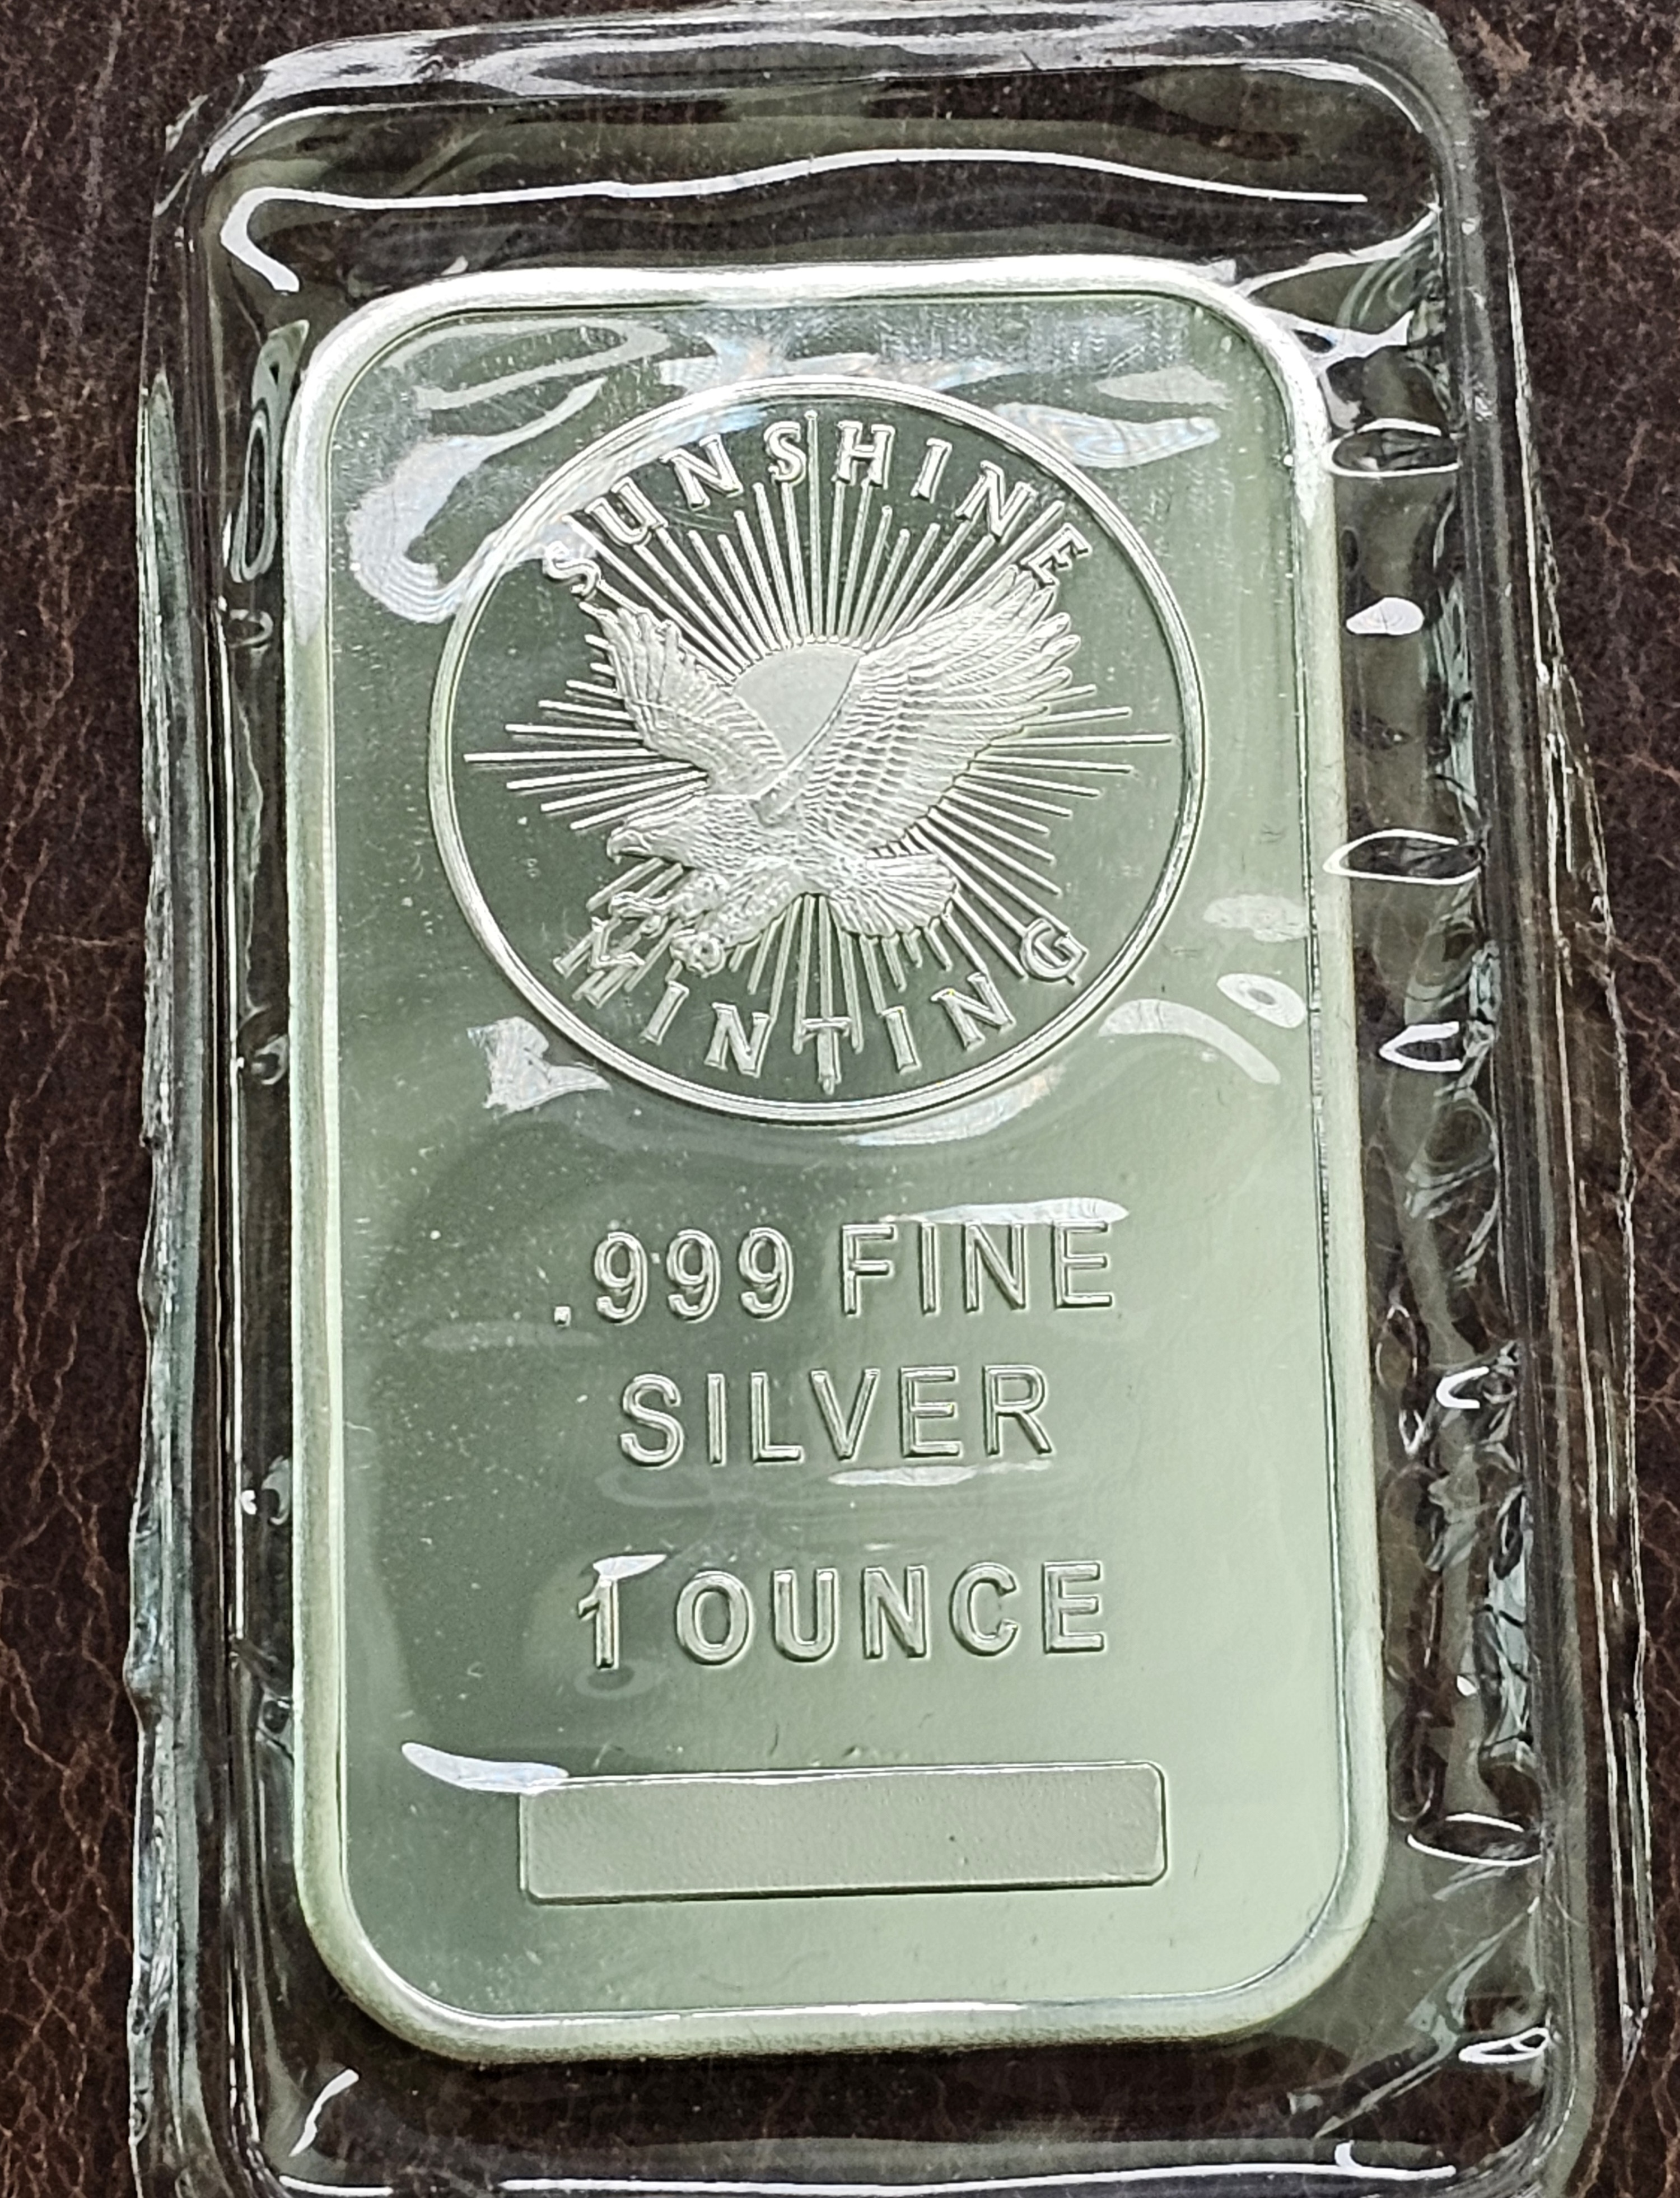 SUNSHINE
MINTING
.999 FINE
SILVER
1 OUNCE